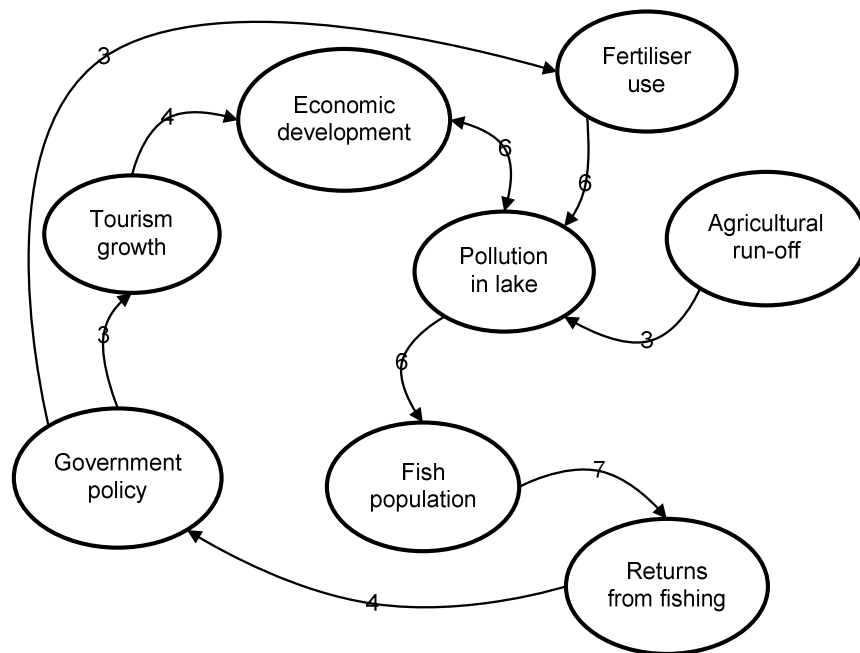 3
Fertiliser
use
Economic
development
4
6
6
Tourism
growth
Agricultural
run-off
Pollution
in lake
3
3
6
Government
policy
Fish
population
7
Returns
from fishing
4